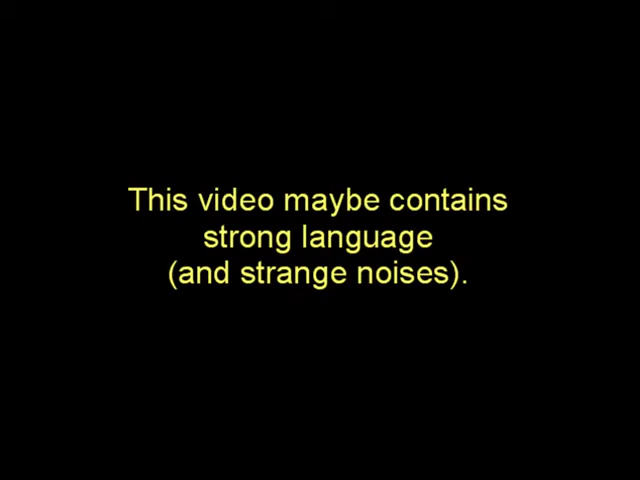 This video maybe contains
strong language
(and strange noises).